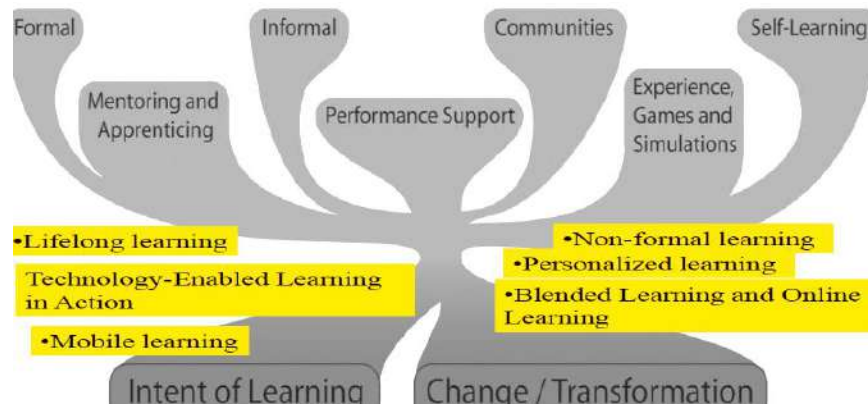 Formal
Informal
Communities
Self-Learning
Mentoring and
Apprenticing
Performance Support
Experience,
Games and
Simulations
•Lifelong learning
•Non-formal learning
•Personalized learning
Technology-Enabled Learning
in Action
•Blended Learning and Online
Learning
•Mobile learning
Intent of Learning
Change / Transformation